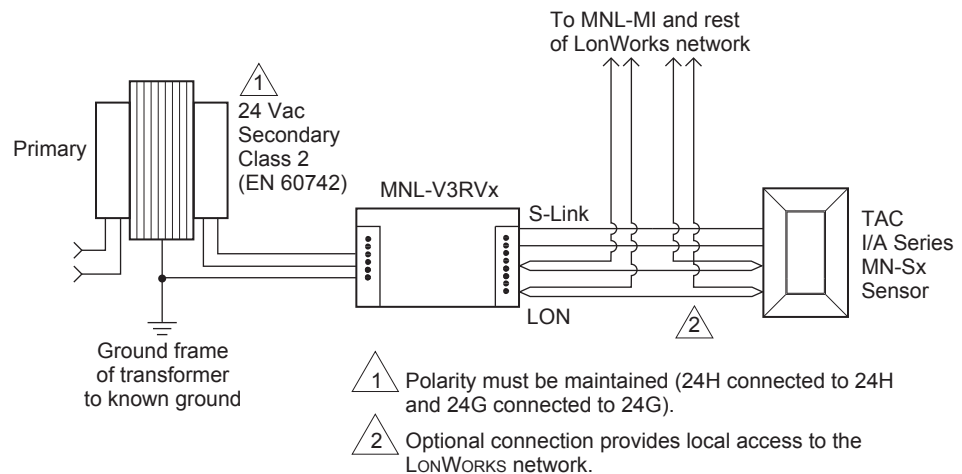 To MNL-MI and rest
of LonWorks network
1
24 Vac
Secondary
Class 2
(EN 60742)
Primary
MNL-V3RVx
S-Link
TAC
I/A Series
MN-Sx
Sensor
LON
2
Ground frame
of transformer
to known ground
1 Polarity must be maintained (24H connected to 24H
and 24G connected to 24G).
2 Optional connection provides local access to the
LONWORKS network.